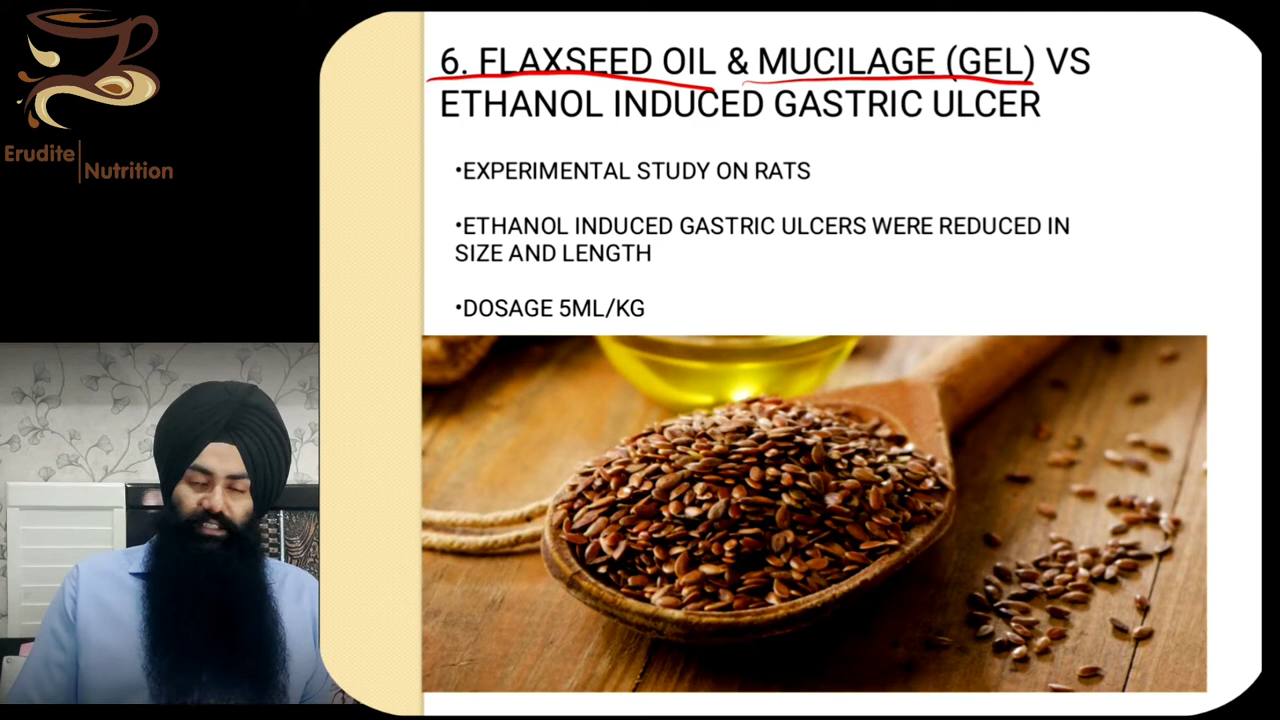 Erudite
Nutrition
6. FLAXSEED OIL & MUCILAGE (GEL) VS
ETHANOL INDUCED GASTRIC ULCER
•EXPERIMENTAL STUDY ON RATS
•ETHANOL INDUCED GASTRIC ULCERS WERE REDUCED IN
SIZE AND LENGTH
•DOSAGE 5ML/KG